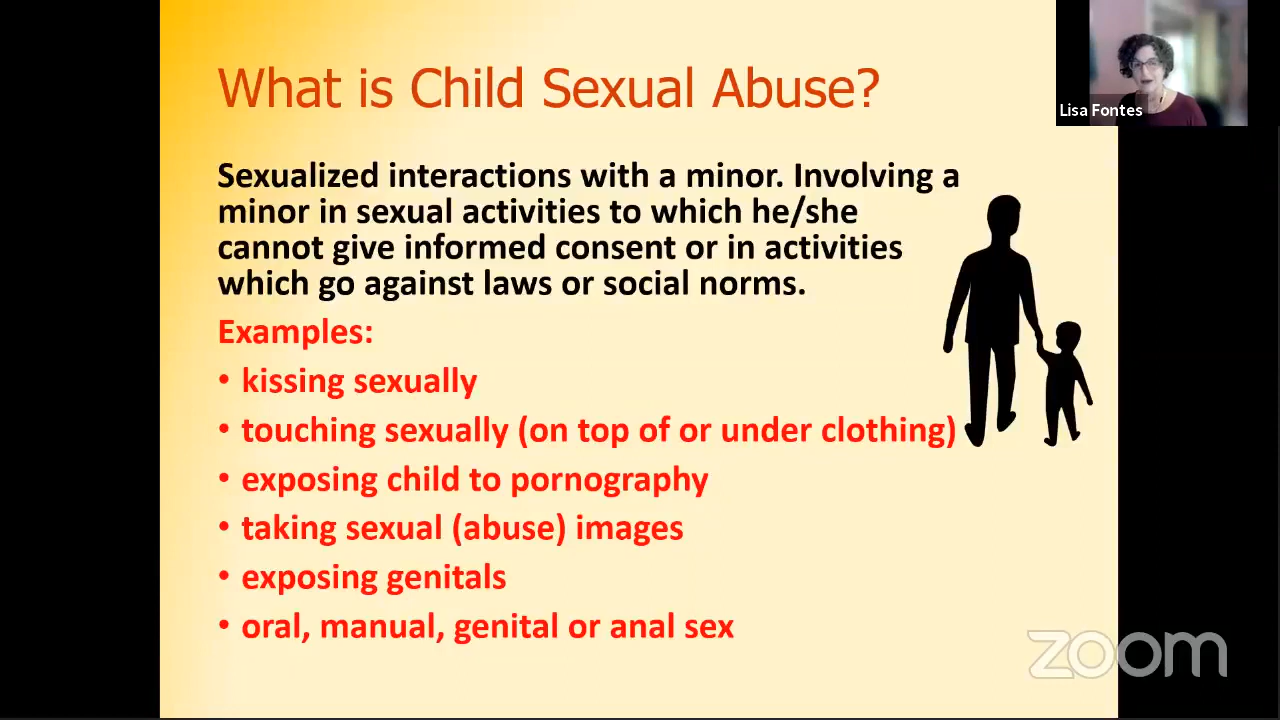 What is Child Sexual Abuse?
Lisa Fontes
Sexualized interactions with a minor. Involving a
minor in sexual activities to which he/she
cannot give informed consent or in activities
which go against laws or social norms.
Examples:
• kissing sexually
• touching sexually (on top of or under clothing)
• exposing child to pornography
• taking sexual (abuse) images
• exposing genitals
• oral, manual, genital or anal sex
zoom